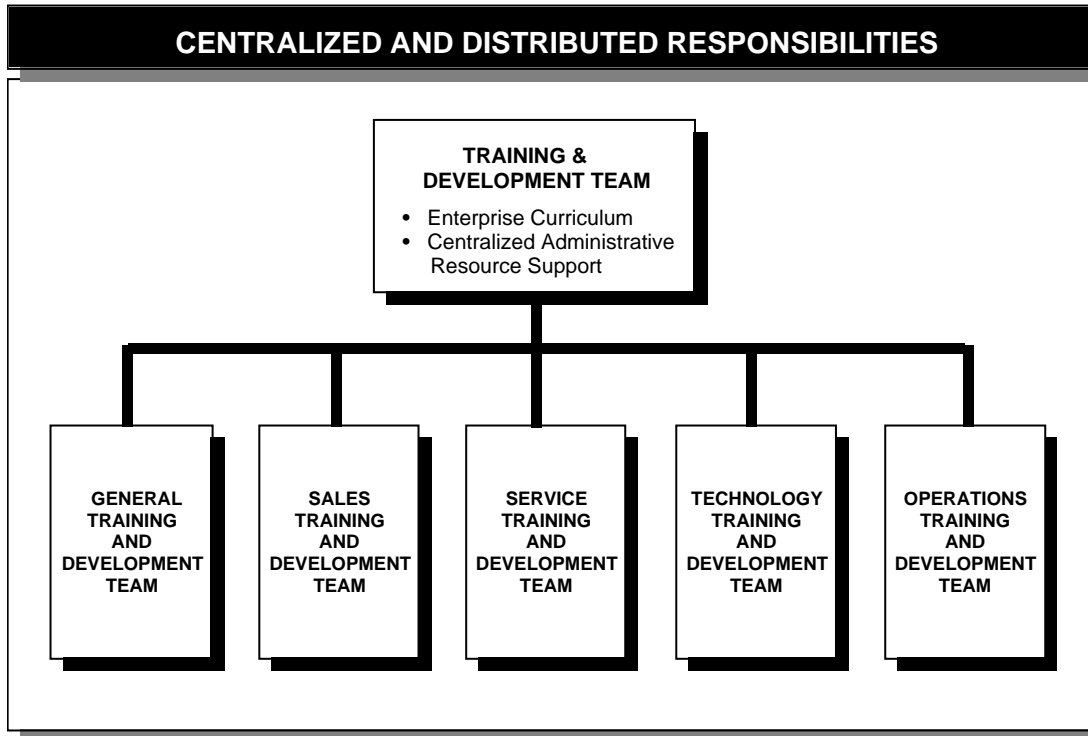 CENTRALIZED AND DISTRIBUTED RESPONSIBILITIES
TRAINING &
DEVELOPMENT TEAM
• Enterprise Curriculum
• Centralized Administrative
Resource Support
GENERAL
TRAINING
AND
DEVELOPMENT
TEAM
SALES
TRAINING
AND
DEVELOPMENT
TEAM
SERVICE
TRAINING
AND
DEVELOPMENT
TEAM
TECHNOLOGY
TRAINING
AND
DEVELOPMENT
TEAM
OPERATIONS
TRAINING
AND
DEVELOPMENT
TEAM